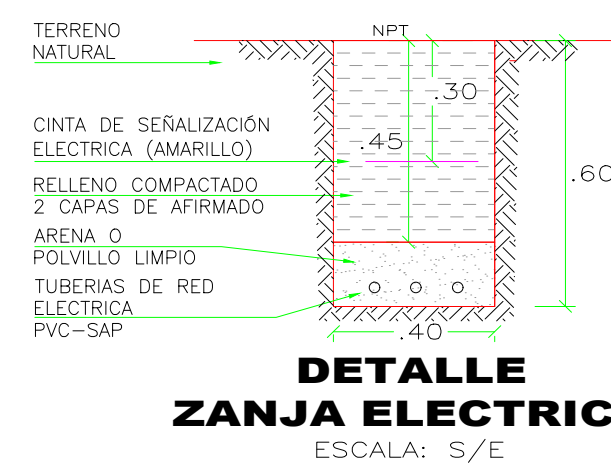 TERRENO
NATURAL
NPT
.30
CINTA DE SEÑALIZACIÓN
ELECTRICA (AMARILLO)
.45
.60
RELLENO COMPACTADO
2 CAPAS DE AFIRMADO
ARENA O
POLVILLO LIMPIO
TUBERIAS DE RED
ELECTRICA
PVC-SAP
.40
DETALLE
ZANJA ELECTRIC
ESCALA: S/E